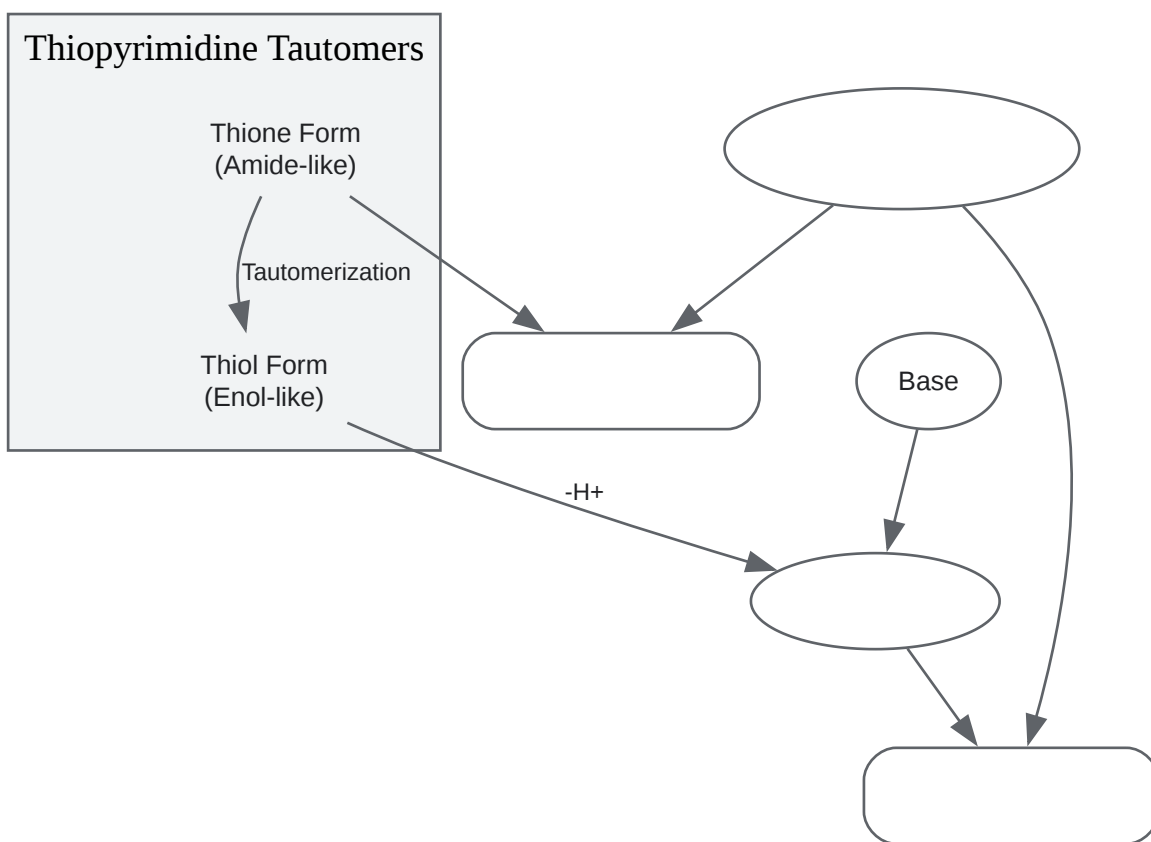 Thiopyrimidine Tautomers
Thione Form
(Amide-like)
Tautomerization
Thiol Form
(Enol-like)
Base
-H+